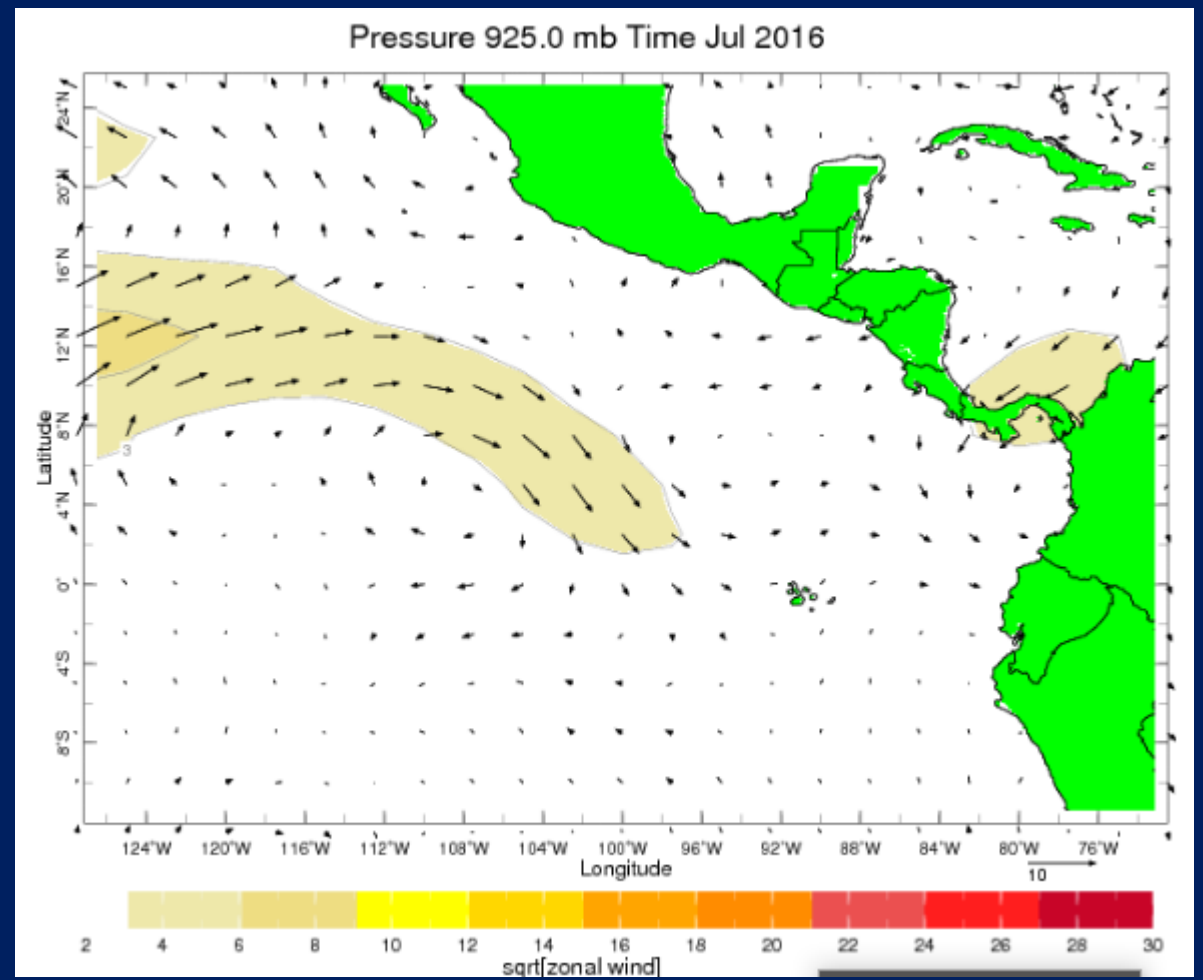 Pressure 925.0 mb Time Jul 2016
24°N
20°N
16°N
12°N
8°N
4°N
0°
4°S
8°S
Latitude
3
124°W 120°W 116°W 112°W 108°W 104°W 100°W 96°W 92°W 88°W 84°W 80°W 76°W
Longitude
10
2 4 6 8 10 12 14 16 18 20 22 24 26 28 30
sqrt[zonal wind]